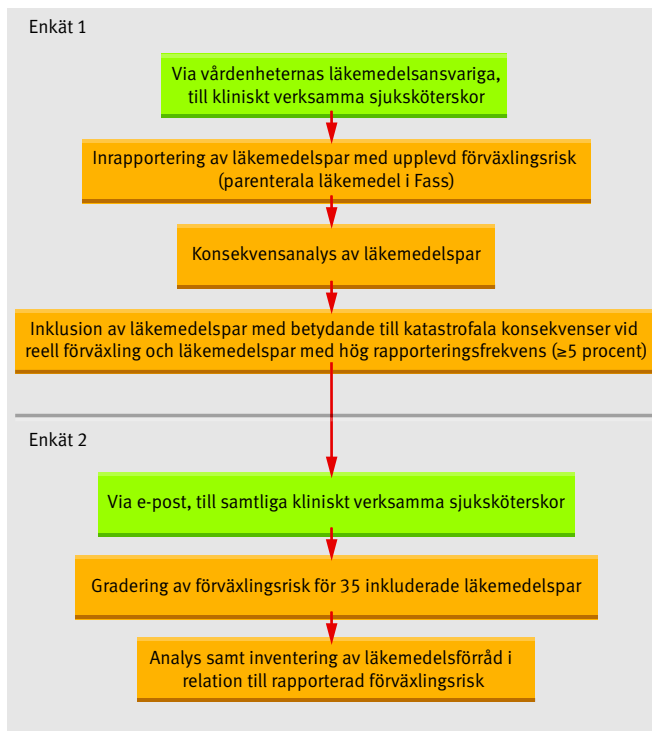 Enkät 1
Via vårdenheternas läkemedelsansvariga,
till kliniskt verksamma sjuksköterskor
Inrapportering av läkemedelspar med upplevd förväxlingsrisk
(parenterala läkemedel i Fass)
Konsekvensanalys av läkemedelspar
Inklusion av läkemedelspar med betydande till katastrofala konsekvenser vid
reell förväxling och läkemedelspar med hög rapporteringsfrekvens (≥5 procent)
Enkät 2
Via e-post, till samtliga kliniskt verksamma sjuksköterskor
Gradering av förväxlingsrisk för 35 inkluderade läkemedelspar
Analys samt inventering av läkemedelsförråd i
relation till rapporterad förväxlingsrisk